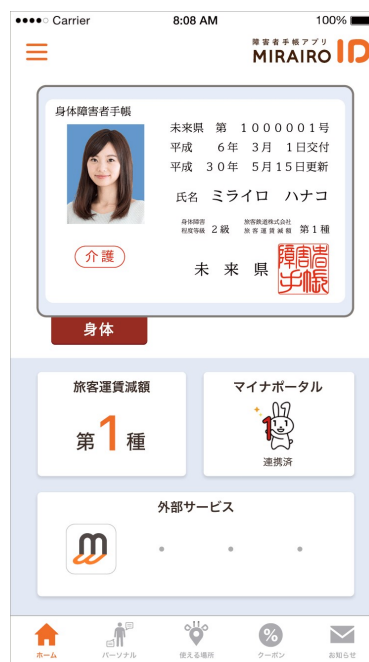 Carrier 8:08 AM 100%
障害者手帳アプリ
MIRAIRO ID
身体障害者手帳
未来県 第 1000001号
平成 6年 3月 1日交付
平成 30年 5月15日更新
氏名 ミライロ ハナコ
身体障害 旅客鉄道株式会社
程度等級 2級 旅客運賃減額 第1種
介護
未来県
障害者
手帳
身体
旅客運賃減額
第1種
マイナポータル
1
連携済
外部サービス
m
ホーム パーソナル 使える場所 クーポン お知らせ